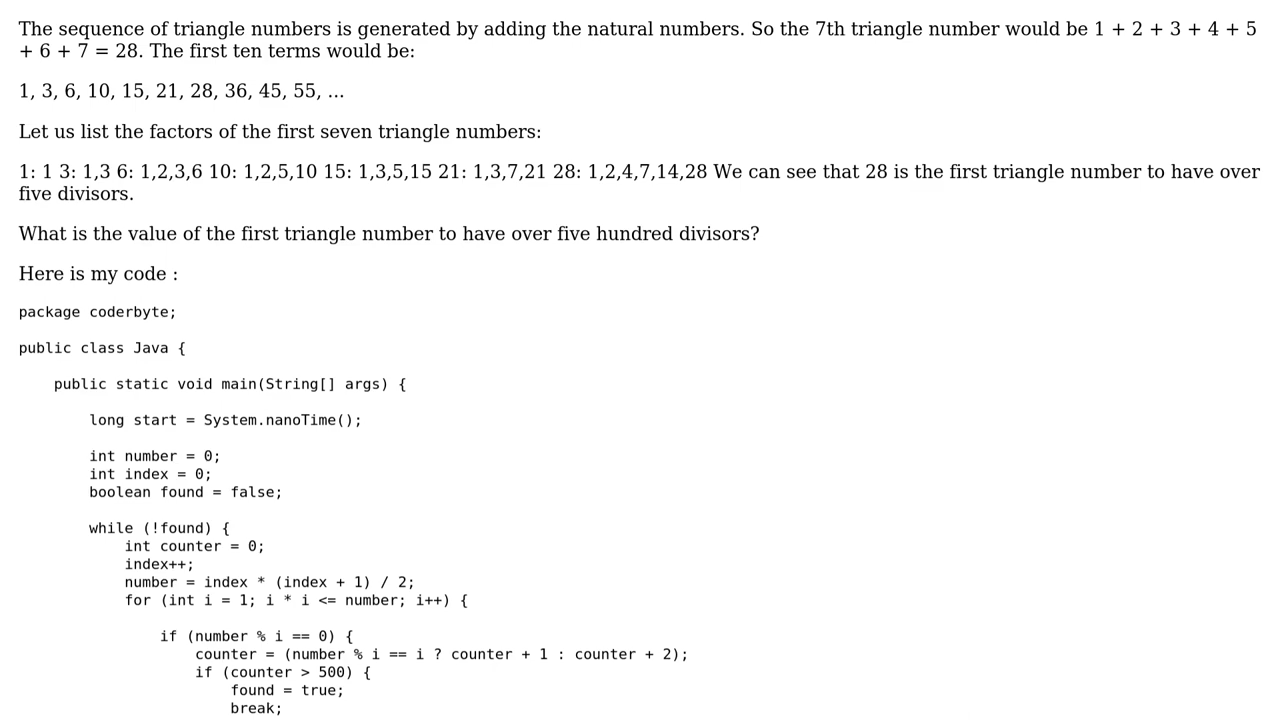 The sequence of triangle numbers is generated by adding the natural numbers. So the 7th triangle number would be 1 + 2 + 3 + 4 + 5
+ 6 + 7 = 28. The first ten terms would be:
1, 3, 6, 10, 15, 21, 28, 36, 45, 55, ...
Let us list the factors of the first seven triangle numbers:
1: 1 3: 1,3 6: 1,2,3,6 10: 1,2,5,10 15: 1,3,5,15 21: 1,3,7,21 28: 1,2,4,7,14,28 We can see that 28 is the first triangle number to have over
five divisors.
What is the value of the first triangle number to have over five hundred divisors?
Here is my code :
package coderbyte;
public class Java {
    public static void main(String[] args) {
        long start = System.nanoTime();
        int number = 0;
        int index = 0;
        boolean found = false;
        while (!found) {
            int counter = 0;
            index++;
            number = index * (index + 1) / 2;
            for (int i = 1; i * i <= number; i++) {
                if (number % i == 0) {
                    counter = (number % i == i ? counter + 1 : counter + 2);
                    if (counter > 500) {
                        found = true;
                        break;